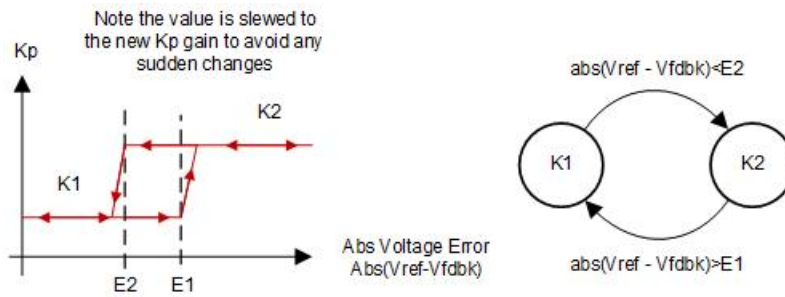 Note the value is slewed to
the new Kp gain to avoid any
sudden changes
Kp
K2
K1
E2
E1
Abs Voltage Error
Abs(Vref-Vfdbk)
abs(Vref - Vfdbk)<E2
K1
K2
abs(Vref - Vfdbk)>E1